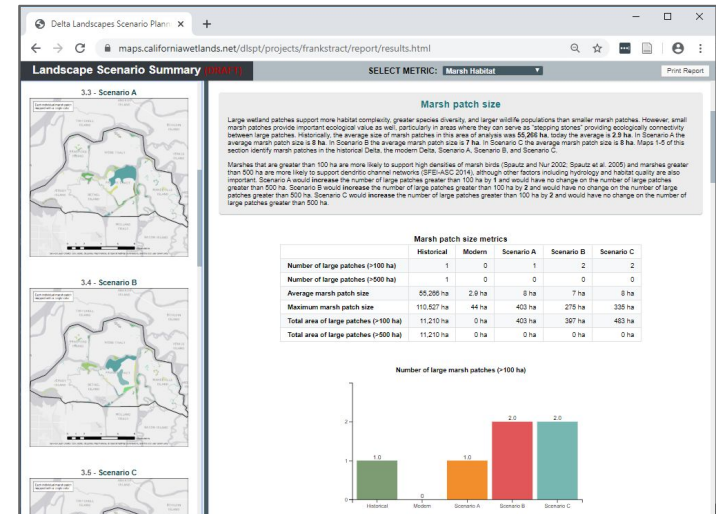 Delta Landscapes Scenario Plann
maps.californiawetlands.net/dlspt/projects/frankstract/report/results.html
Landscape Scenario Summary (DRAFT)
SELECT METRIC: Marsh Habitat
Print Report
3.3 - Scenario A
3.4 - Scenario B
3.5 - Scenario C
Marsh patch size
Large wetland patches support more habitat complexity, greater species diversity, and larger wildlife populations than smaller marsh patches. However, small
marsh patches provide important ecological value as well, particularly in areas where they can serve as "stepping stones" providing ecologically connectivity
between large patches. Historically, the average size of marsh patches in this area of analysis was 55,266 ha, today the average is 2.9 ha. In Scenario A the
average marsh patch size is 8 ha. In Scenario B the average marsh patch size is 7 ha. In Scenario C the average marsh patch size is 8 ha. Maps 1-5 of this
section identify marsh patches in the historical Delta, the modern Delta, Scenario A, Scenario B, and Scenario C.
Marshes that are greater than 100 ha are more likely to support high densities of marsh birds (Spautz and Nur 2002; Spautz et al. 2005) and marshes greater
than 500 ha are more likely to support dendritic channel networks (SFEI-ASC 2014), although other factors including hydrology and habitat quality are also
important. Scenario A would increase the number of large patches greater than 100 ha by 1 and would have no change on the number of large patches
greater than 500 ha. Scenario B would increase the number of large patches greater than 100 ha by 2 and would have no change on the number of large
patches greater than 500 ha. Scenario C would increase the number of large patches greater than 100 ha by 2 and would have no change on the number of
large patches greater than 500 ha.
Marsh patch size metrics
Historical Modern Scenario A Scenario B Scenario C
Number of large patches (>100 ha) 1 0 1 2 2
Number of large patches (>500 ha) 1 0 0 0 0
Average marsh patch size 55,266 ha 2.9 ha 8 ha 7 ha 8 ha
Maximum marsh patch size 110,527 ha 44 ha 403 ha 275 ha 335 ha
Total area of large patches (>100 ha) 11,210 ha 0 ha 403 ha 397 ha 483 ha
Total area of large patches (>500 ha) 11,210 ha 0 ha 0 ha 0 ha 0 ha
Number of large marsh patches (>100 ha)
2.0 2.0
2
1.0 1.0
1
0
0
Historical Modern Scenario A Scenario B Scenario C